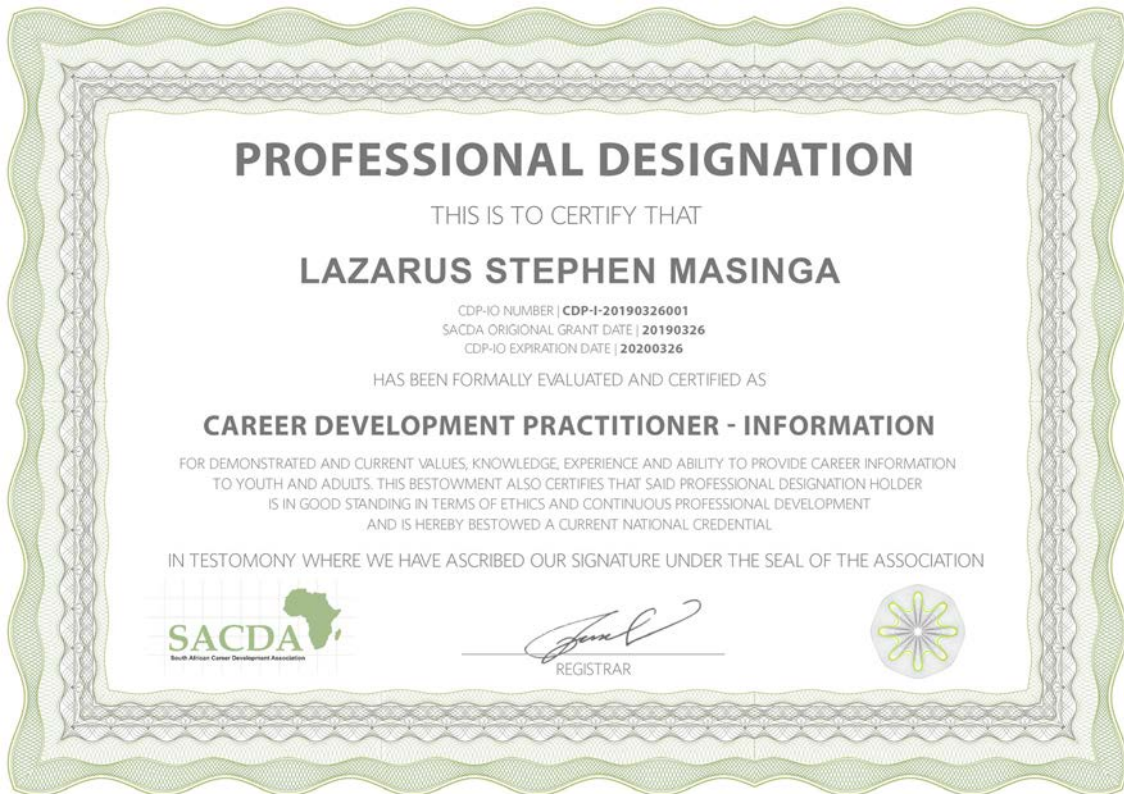 PROFESSIONAL DESIGNATION
THIS IS TO CERTIFY THAT
LAZARUS STEPHEN MASINGA
CDP-IO NUMBER | CDP-I-20190326001
SACDA ORIGIONAL GRANT DATE | 20190326
CDP-IO EXPIRATION DATE | 20200326
HAS BEEN FORMALLY EVALUATED AND CERTIFIED AS
CAREER DEVELOPMENT PRACTITIONER - INFORMATION
FOR DEMONSTRATED AND CURRENT VALUES, KNOWLEDGE, EXPERIENCE AND ABILITY TO PROVIDE CAREER INFORMATION
TO YOUTH AND ADULTS. THIS BESTOWMENT ALSO CERTIFIES THAT SAID PROFESSIONAL DESIGNATION HOLDER
IS IN GOOD STANDING IN TERMS OF ETHICS AND CONTINUOUS PROFESSIONAL DEVELOPMENT
AND IS HEREBY BESTOWED A CURRENT NATIONAL CREDENTIAL
IN TESTOMONY WHERE WE HAVE ASCRIBED OUR SIGNATURE UNDER THE SEAL OF THE ASSOCIATION
SACDA
South African Career Development Association
REGISTRAR